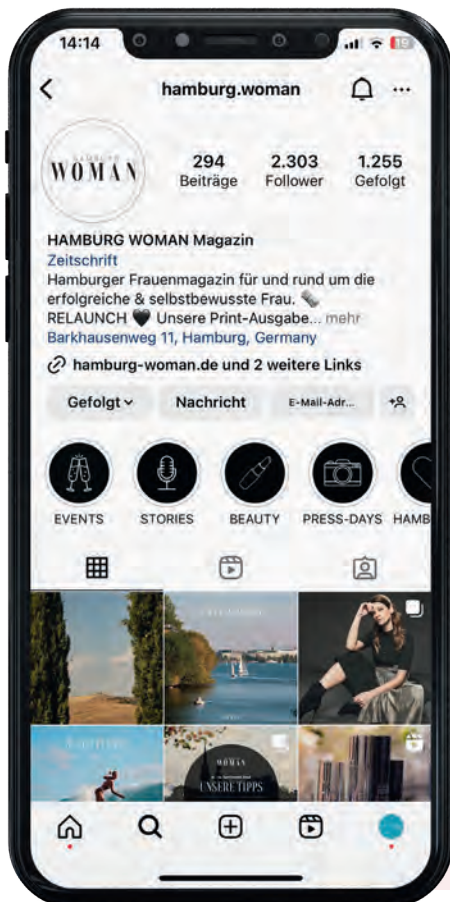 14:14
19
hamburg.woman
WOMAN
294 2.303 1.255
Beiträge Follower Gefolgt
HAMBURG WOMAN Magazin
Zeitschrift
Hamburger Frauenmagazin für und rund um die
erfolgreiche & selbstbewusste Frau.
RELAUNCH 🖤 Unsere Print-Ausgabe... mehr
Barkhausenweg 11, Hamburg, Germany
hamburg-woman.de und 2 weitere Links
Gefolgt Nachricht E-Mail-Adr...
EVENTS STORIES BEAUTY PRESS-DAYS HAMB
WOMAN
UNSERE TIPPS